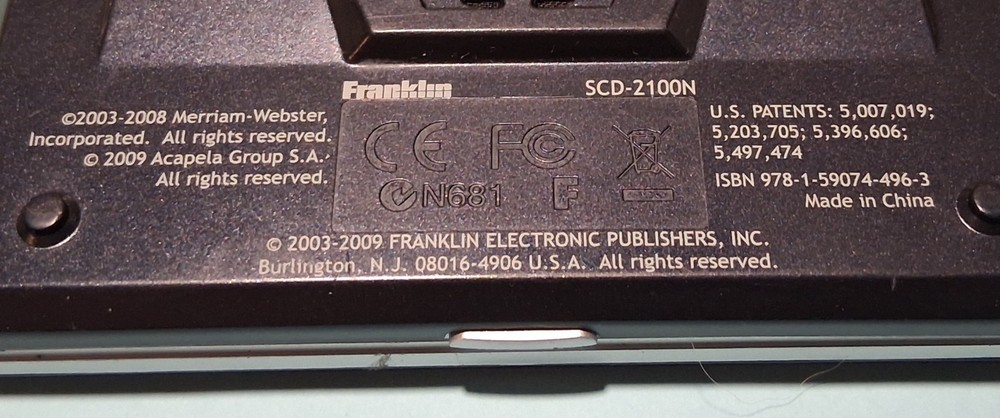 Franklin SCD-2100N
©2003-2008 Merriam-Webster,
Incorporated. All rights reserved.
© 2009 Acapela Group S.A.
All rights reserved.
CE FC
N681 F
U.S. PATENTS: 5,007,019;
5,203,705; 5,396,606;
5,497,474
ISBN 978-1-59074-496-3
Made in China
© 2003-2009 FRANKLIN ELECTRONIC PUBLISHERS, INC.
Burlington, N.J. 08016-4906 U.S.A. All rights reserved.